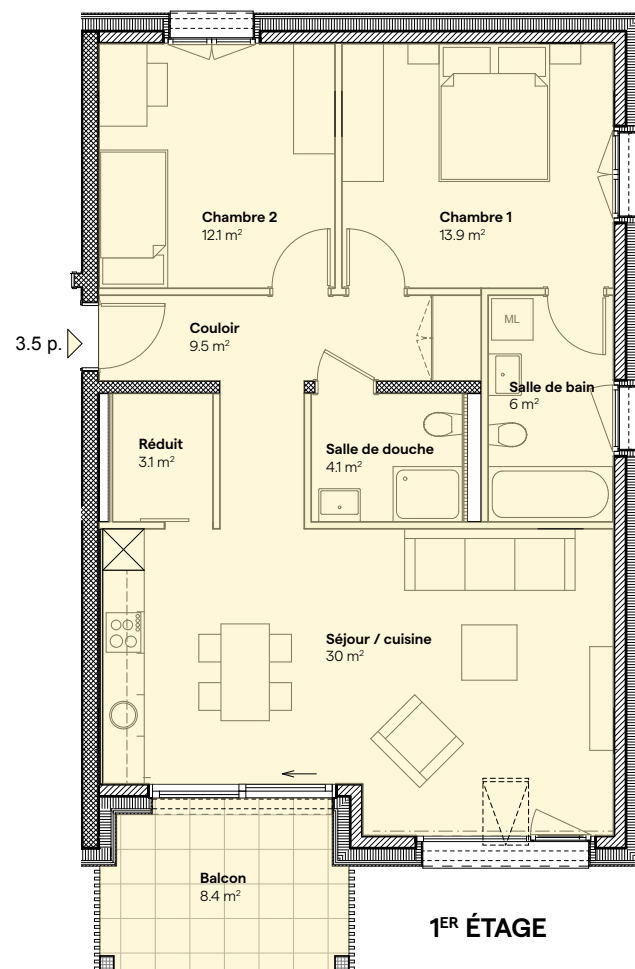 Chambre 2
12.1 m²
Chambre 1
13.9 m²
3.5 p.
Couloir
9.5 m²
ML
Salle de bain
6 m²
Réduit
3.1 m²
Salle de douche
4.1 m²
Séjour / cuisine
30 m²
Balcon
8.4 m²
1ER ÉTAGE